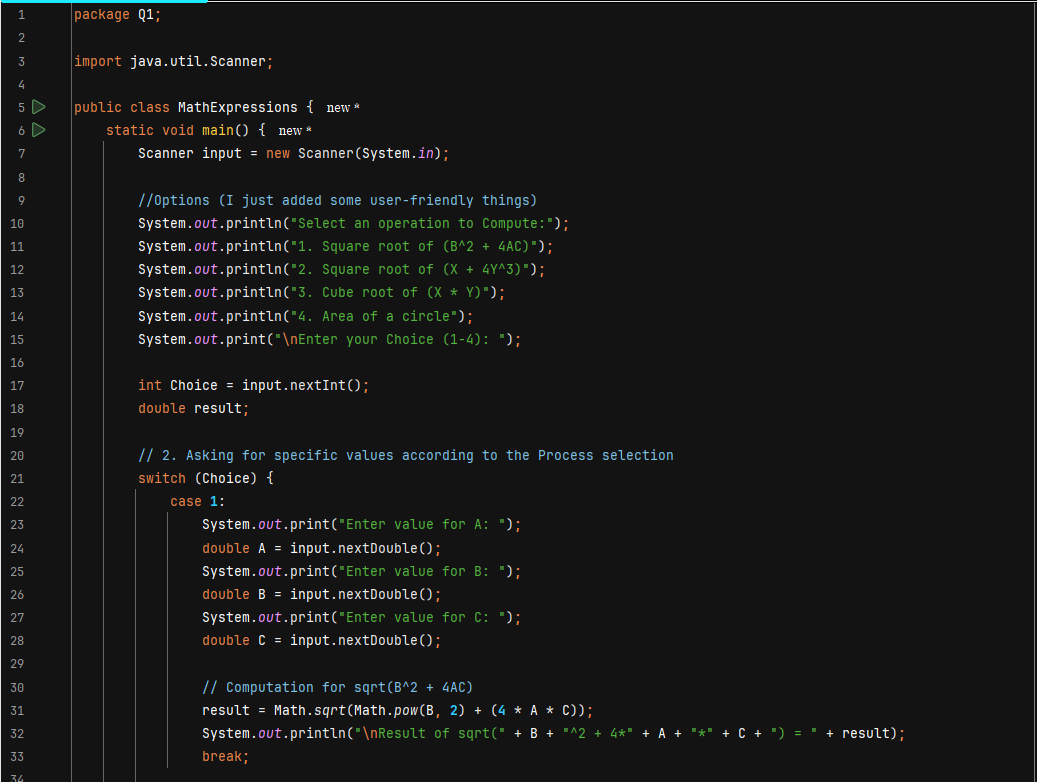 1 package Q1;
2
3 import java.util.Scanner;
4
5 public class MathExpressions { new *
6 static void main() { new *
7 Scanner input = new Scanner(System.in);
8
9 //Options (I just added some user-friendly things)
10 System.out.println("Select an operation to Compute:");
11 System.out.println("1. Square root of (B^2 + 4AC)");
12 System.out.println("2. Square root of (X + 4Y^3)");
13 System.out.println("3. Cube root of (X * Y)");
14 System.out.println("4. Area of a circle");
15 System.out.print("\nEnter your Choice (1-4): ");
16
17 int Choice = input.nextInt();
18 double result;
19
20 // 2. Asking for specific values according to the Process selection
21 switch (Choice) {
22 case 1:
23 System.out.print("Enter value for A: ");
24 double A = input.nextDouble();
25 System.out.print("Enter value for B: ");
26 double B = input.nextDouble();
27 System.out.print("Enter value for C: ");
28 double C = input.nextDouble();
29
30 // Computation for sqrt(B^2 + 4AC)
31 result = Math.sqrt(Math.pow(B, 2) + (4 * A * C));
32 System.out.println("\nResult of sqrt(" + B + "^2 + 4*" + A + "*" + C + ") = " + result);
33 break;
34